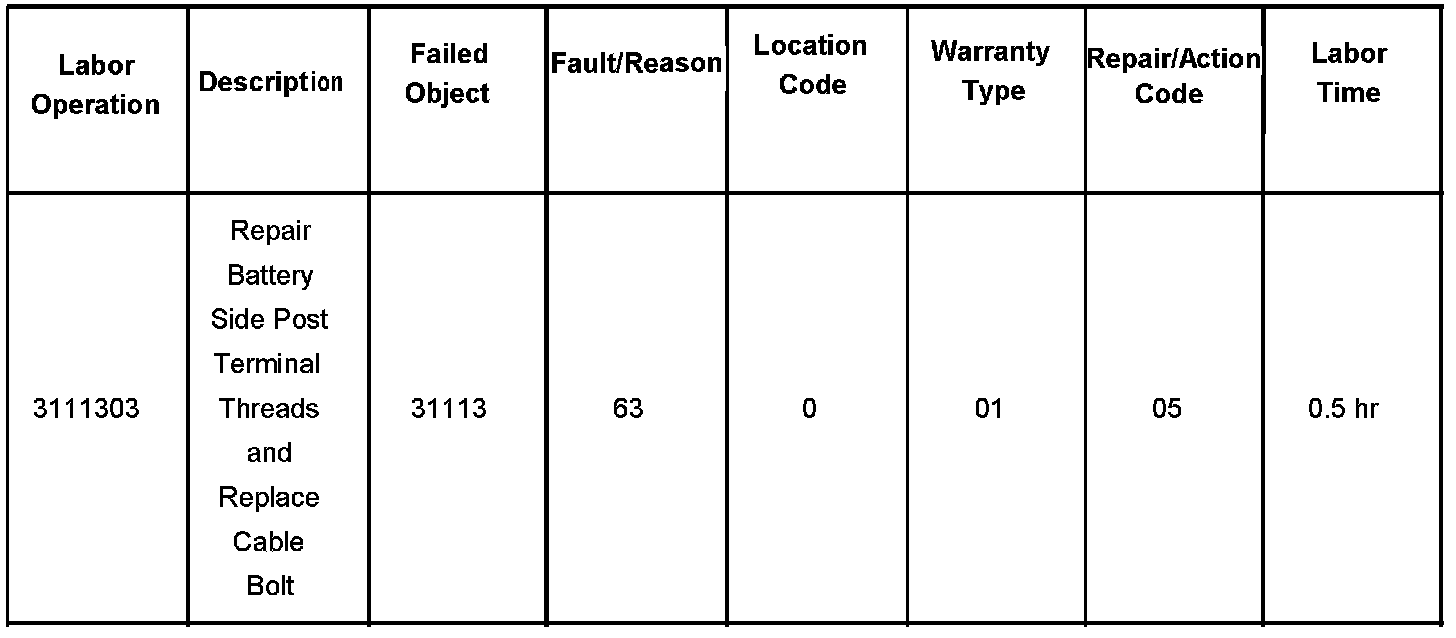 Labor
Operation
Description
Failed
Object
Fault/Reason
Location
Code
Warranty
Type
Repair/Action
Code
Labor
Time
3111303
Repair
Battery
Side Post
Terminal
Threads
and
Replace
Cable
Bolt
31113
63
0
01
05
0.5 hr